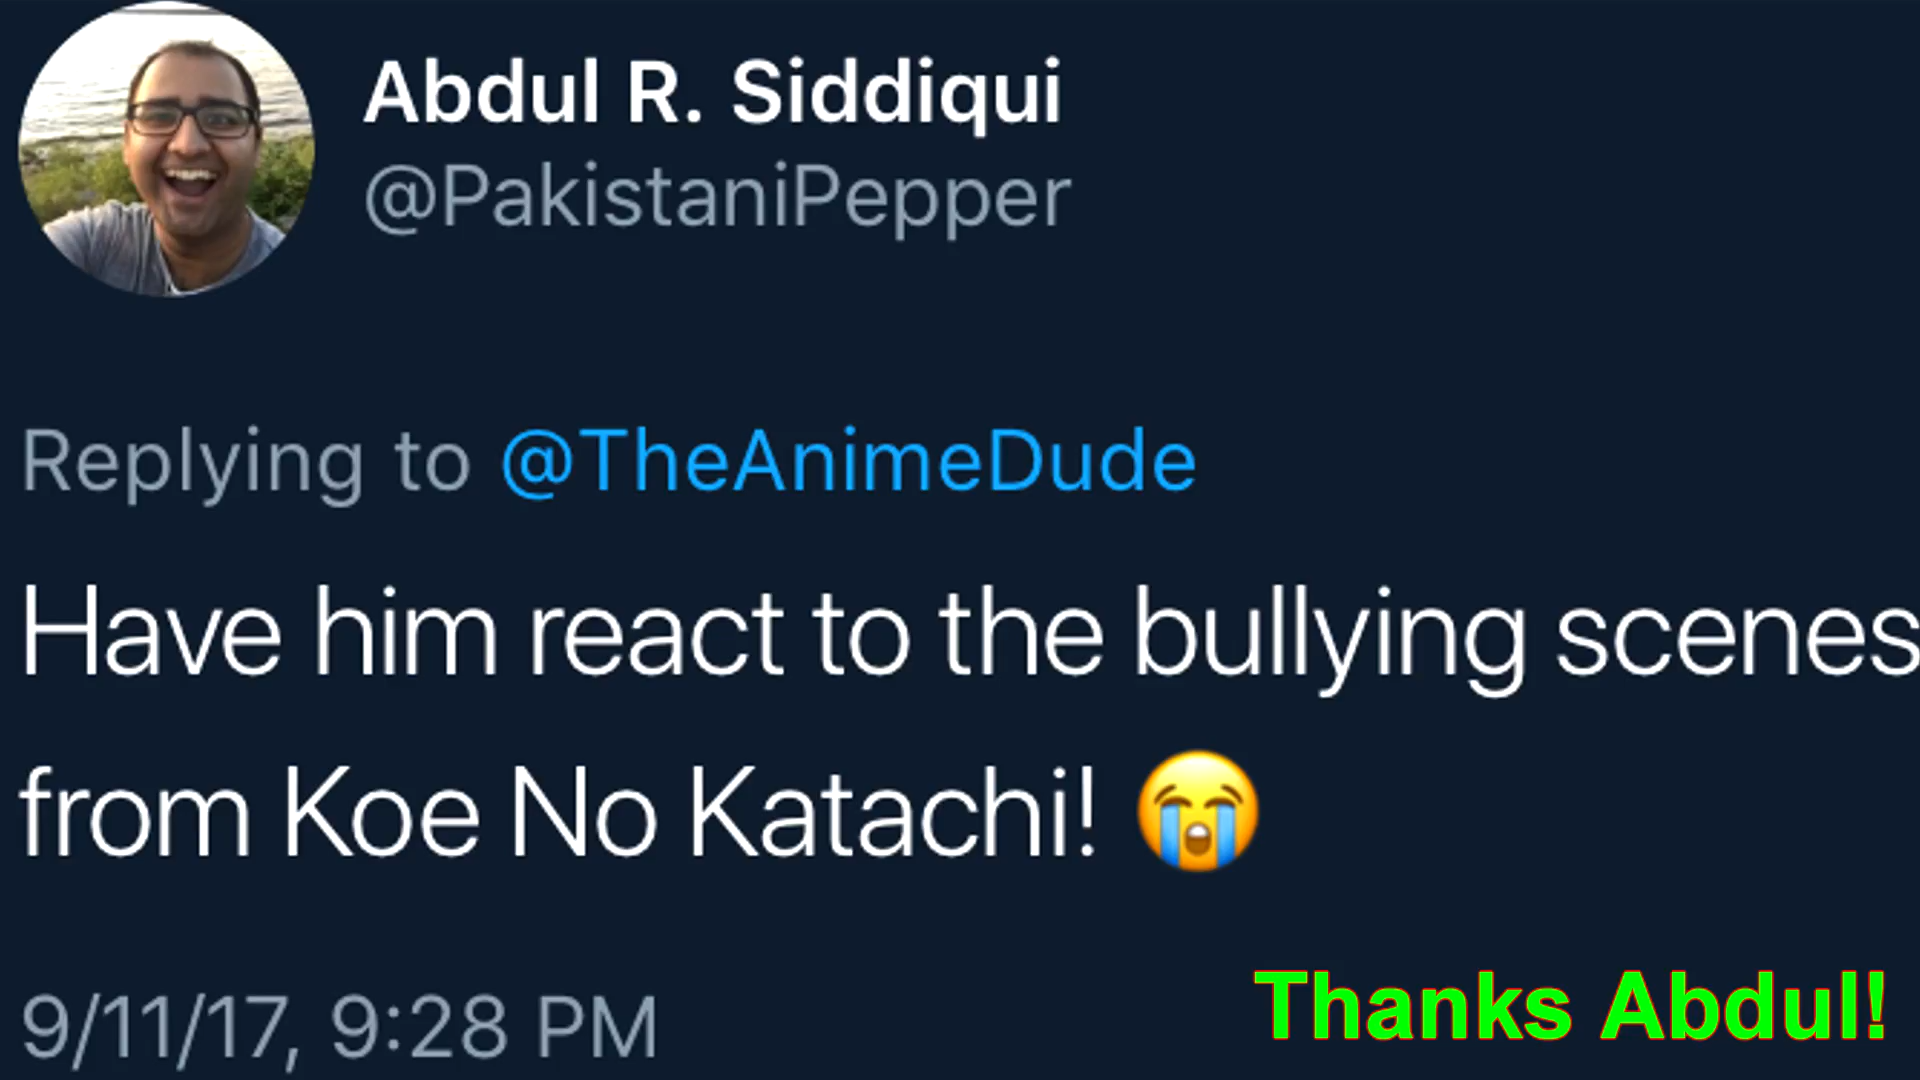 Abdul R. Siddiqui
@PakistaniPepper
Replying to @TheAnimeDude
Have him react to the bullying scenes
from Koe No Katachi! 😭
9/11/17, 9:28 PM
Thanks Abdul!